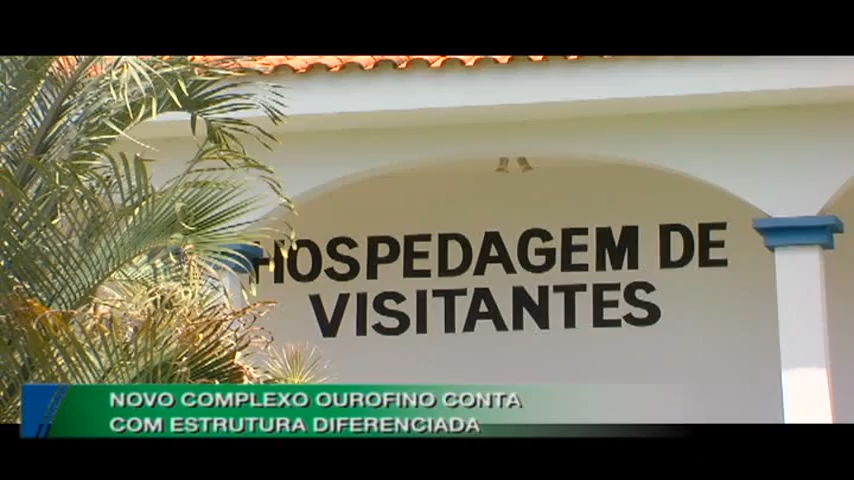 HOSPEDAGEM DE
VISITANTES
NOVO COMPLEXO OUROFINO CONTA
COM ESTRUTURA DIFERENCIADA